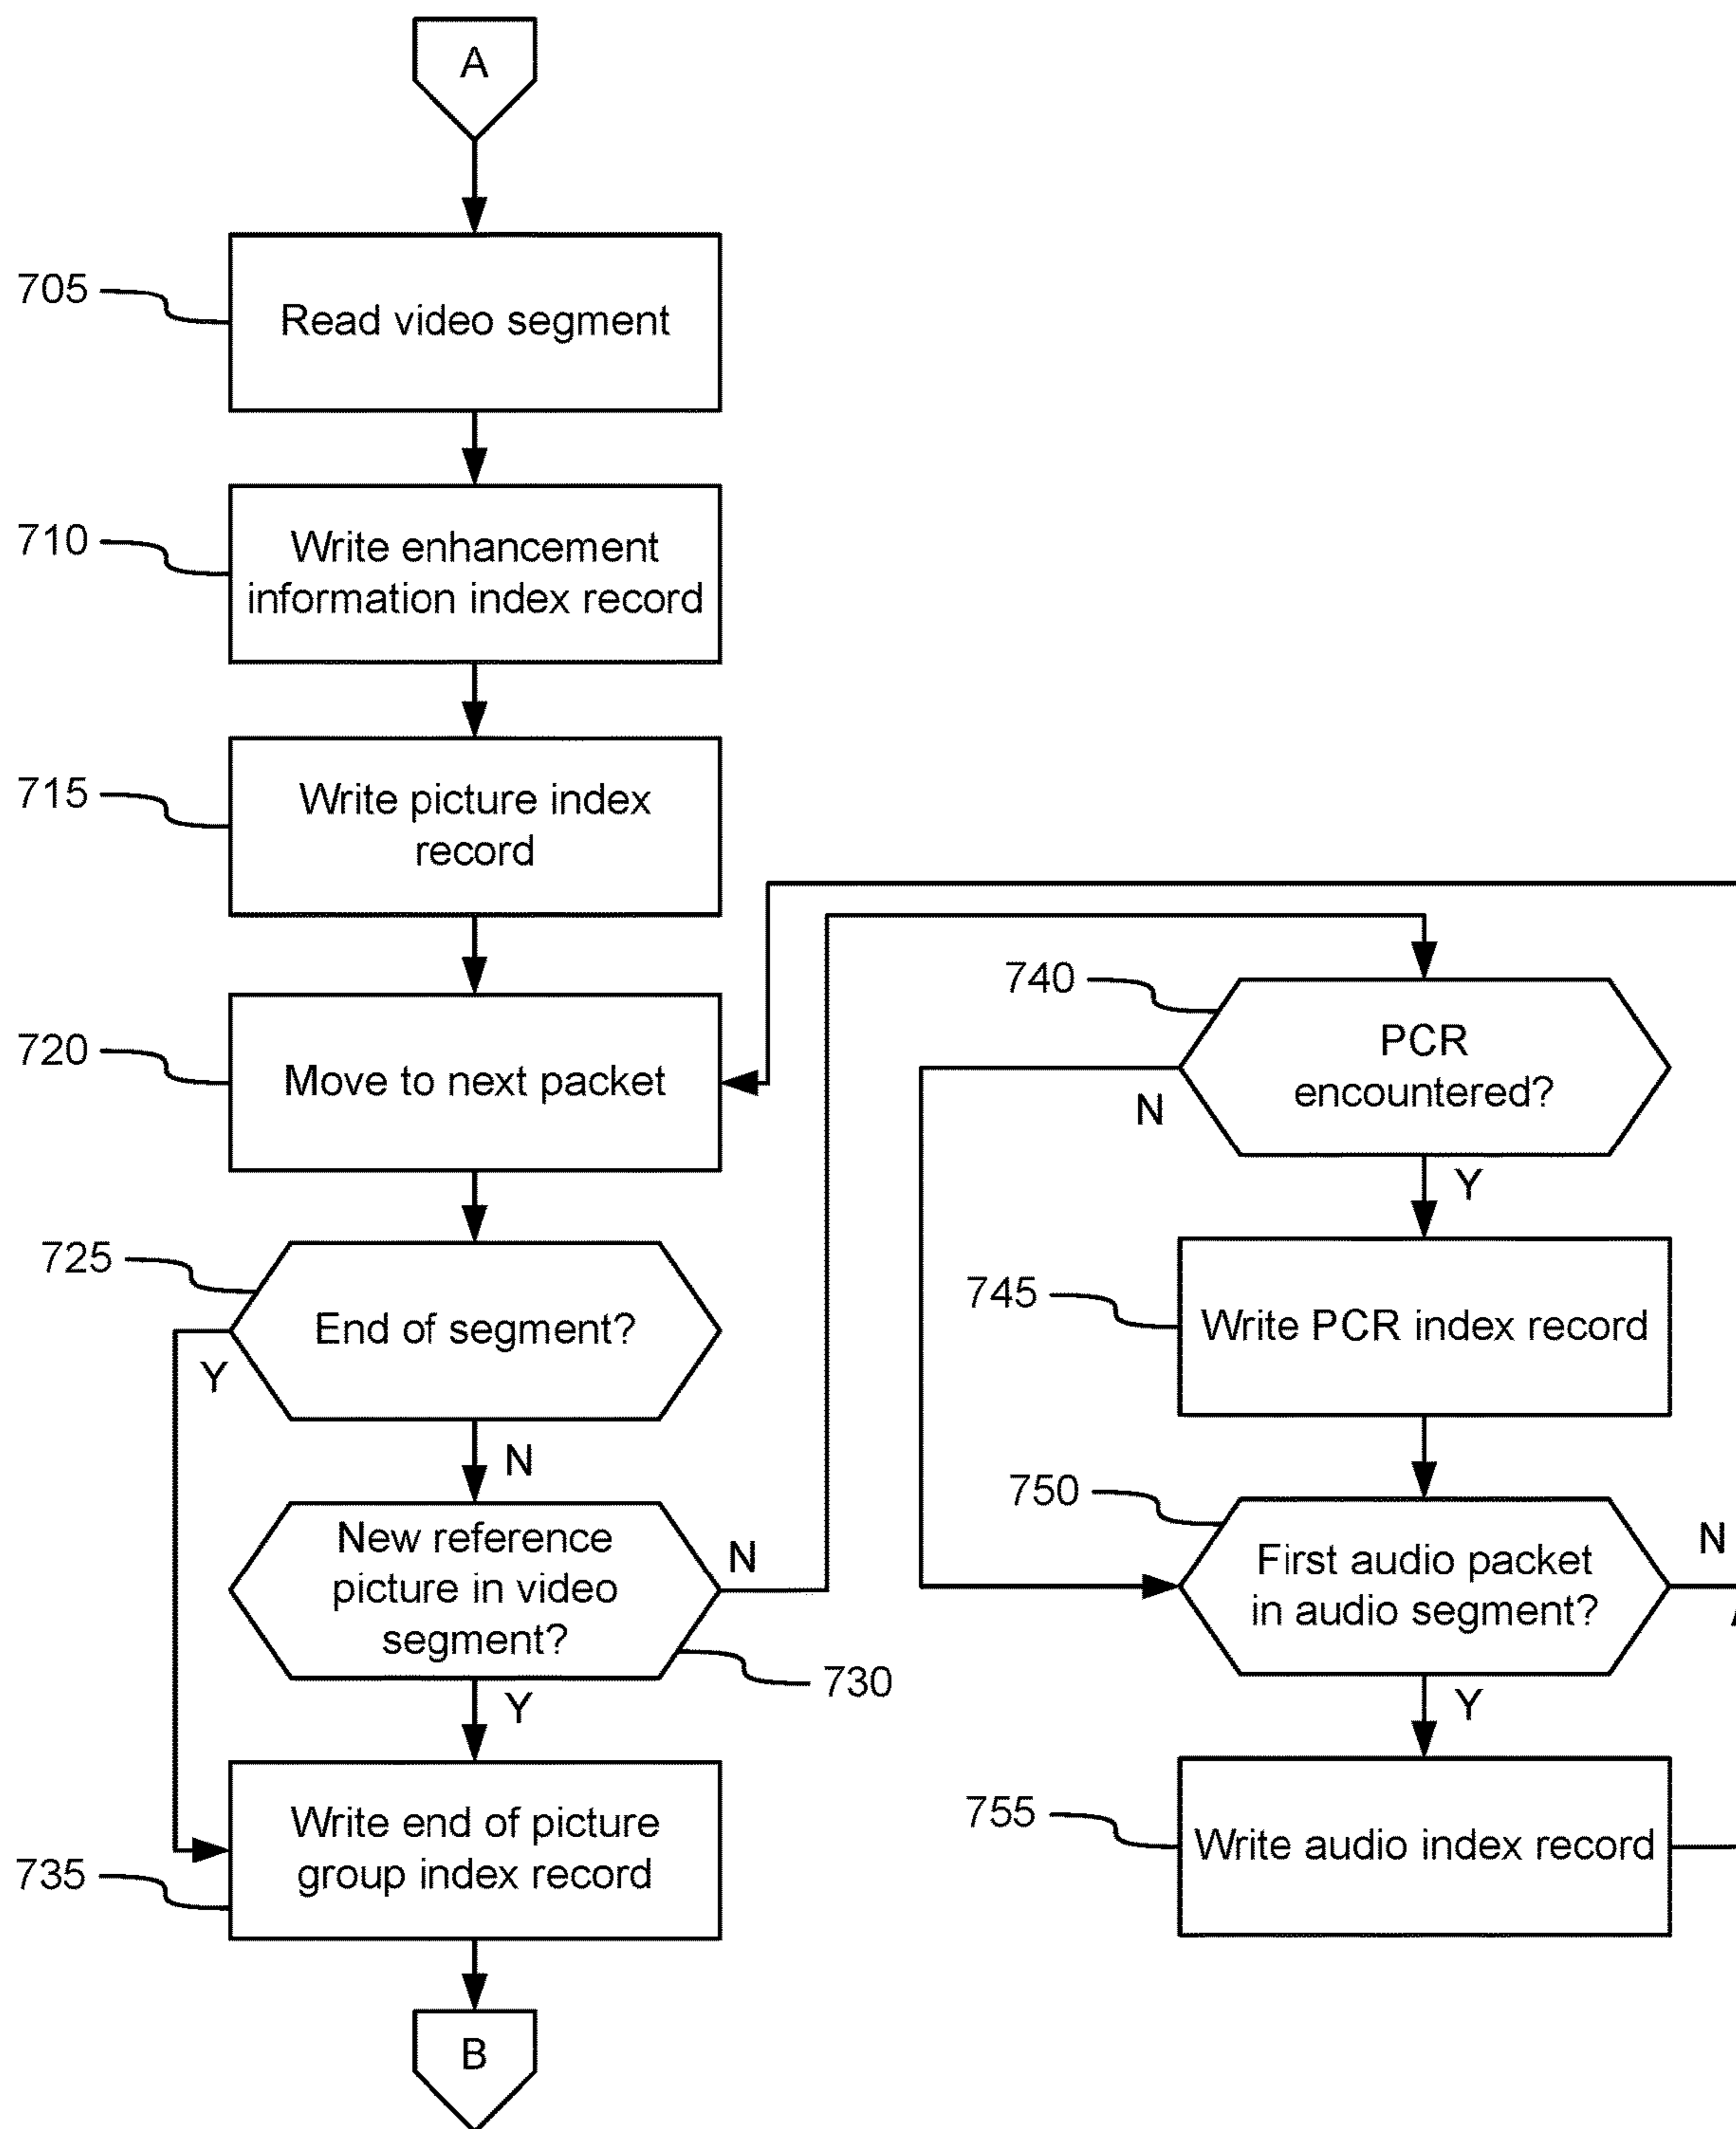 A
705
Read video segment
710
Write enhancement
information index record
715
Write picture index
record
720
Move to next packet
725
End of segment?
Y
N
New reference
picture in video
segment?
N
730
Y
735
Write end of picture
group index record
B
740
PCR
encountered?
N
Y
745
Write PCR index record
750
First audio packet
in audio segment?
N
Y
755
Write audio index record